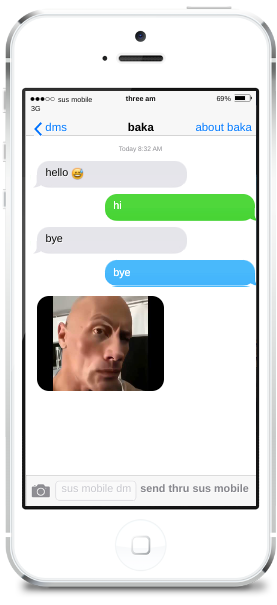 sus mobile three am 69%
3G
dms baka about baka
Today 8:32 AM
hello 😅
hi
bye
bye
sus mobile dm send thru sus mobile